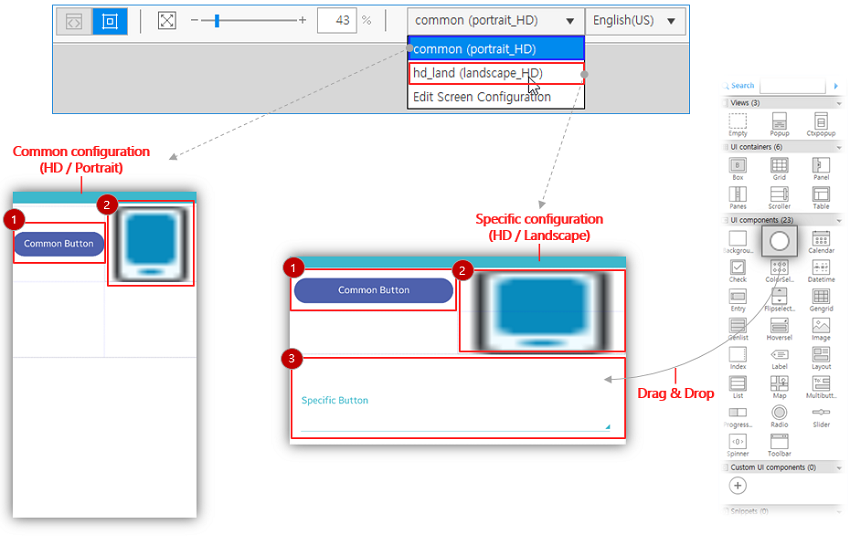 43 %
common (portrait_HD)
English(US)
common (portrait_HD)
hd_land (landscape_HD)
Edit Screen Configuration
Common configuration
(HD / Portrait)
1
2
Common Button
Specific configuration
(HD / Landscape)
1
2
Common Button
3
Specific Button
Drag & Drop
Search
Views (3)
Empty
Popup
Ctxpopup
UI containers (6)
Box
Grid
Panel
Panes
Scroller
Table
UI components (23)
Backgrou..
Calendar
Check
ColorSel..
Datetime
Entry
Flipselect..
Gengrid
Genlist
Hoversel
Image
Index
Label
Layout
List
Map
Multibutt..
Progress..
Radio
Slider
Spinner
Toolbar
Custom UI components (0)
Snippets (0)